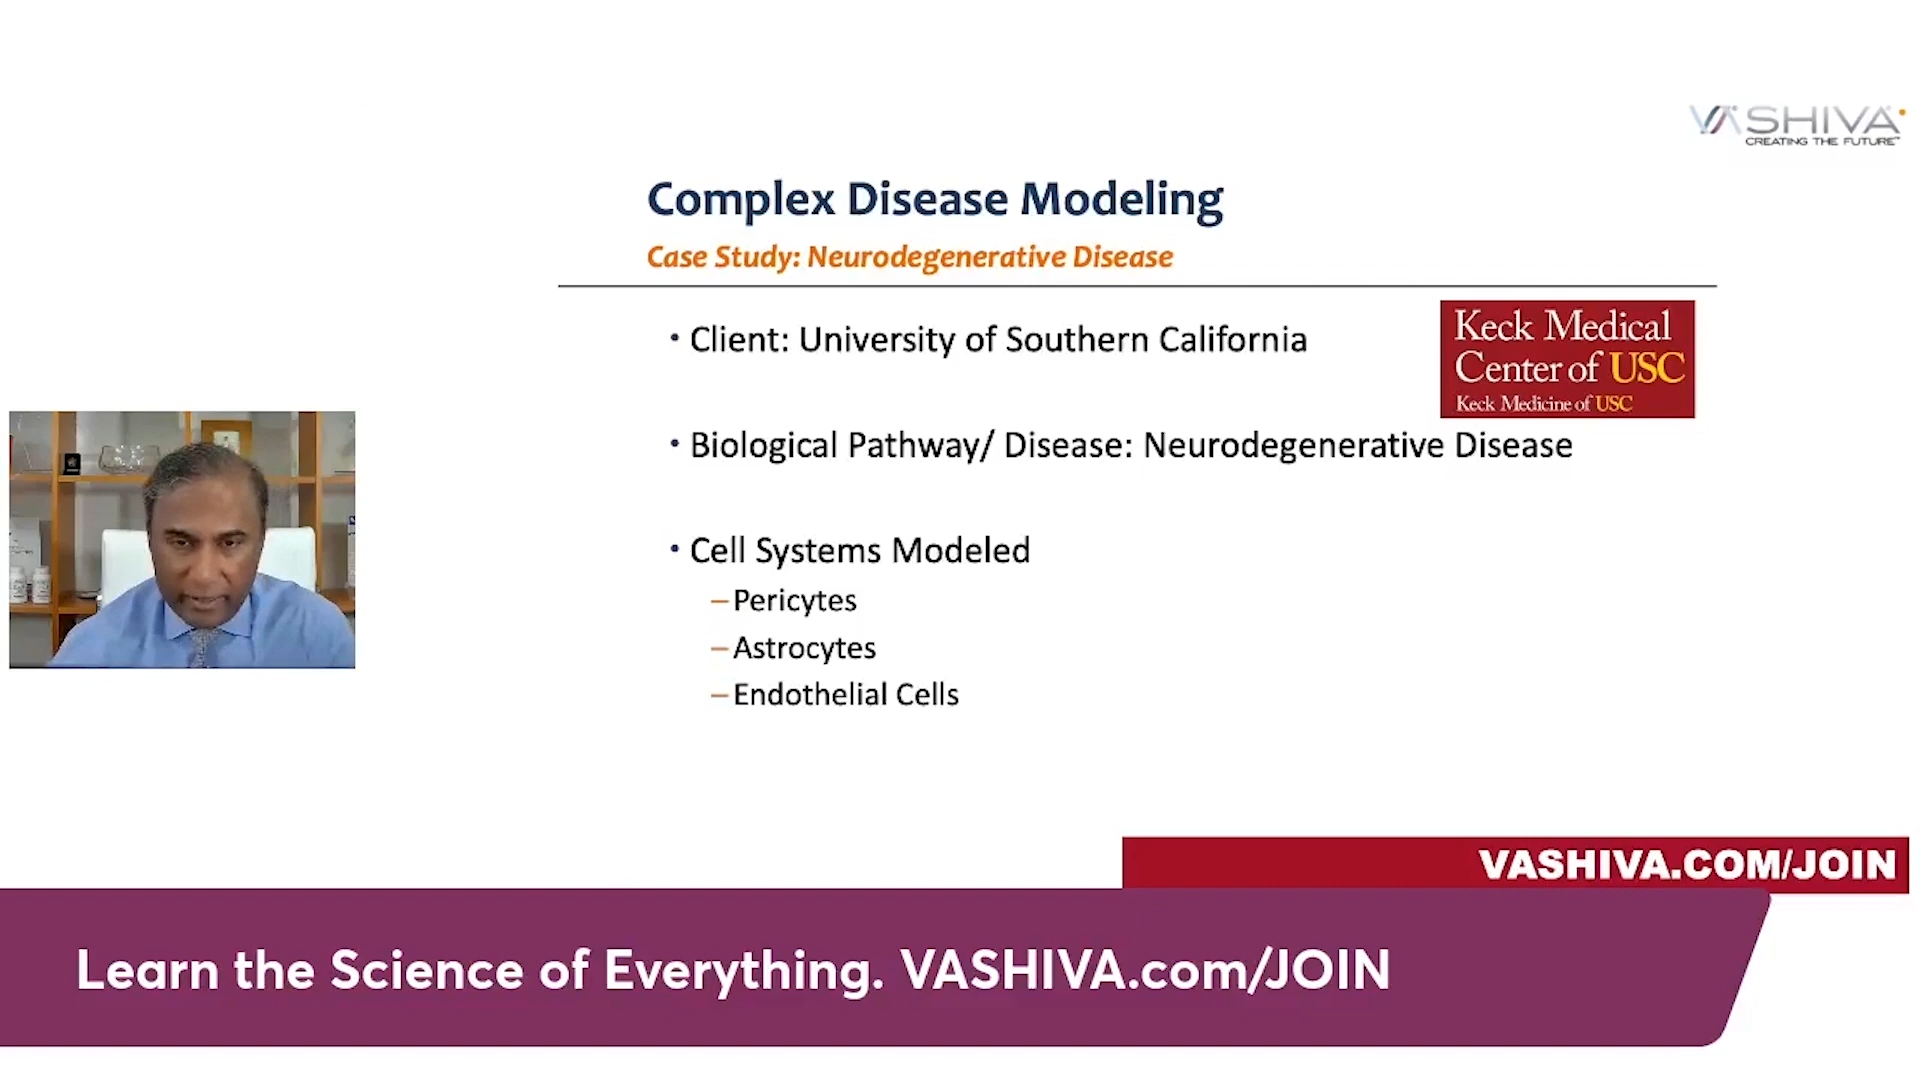 VA SHIVA
CREATING THE FUTURE
Complex Disease Modeling
Case Study: Neurodegenerative Disease
• Client: University of Southern California
Keck Medical
Center of USC
Keck Medicine of USC
• Biological Pathway/ Disease: Neurodegenerative Disease
• Cell Systems Modeled
– Pericytes
– Astrocytes
– Endothelial Cells
VASHIVA.COM/JOIN
Learn the Science of Everything. VASHIVA.com/JOIN